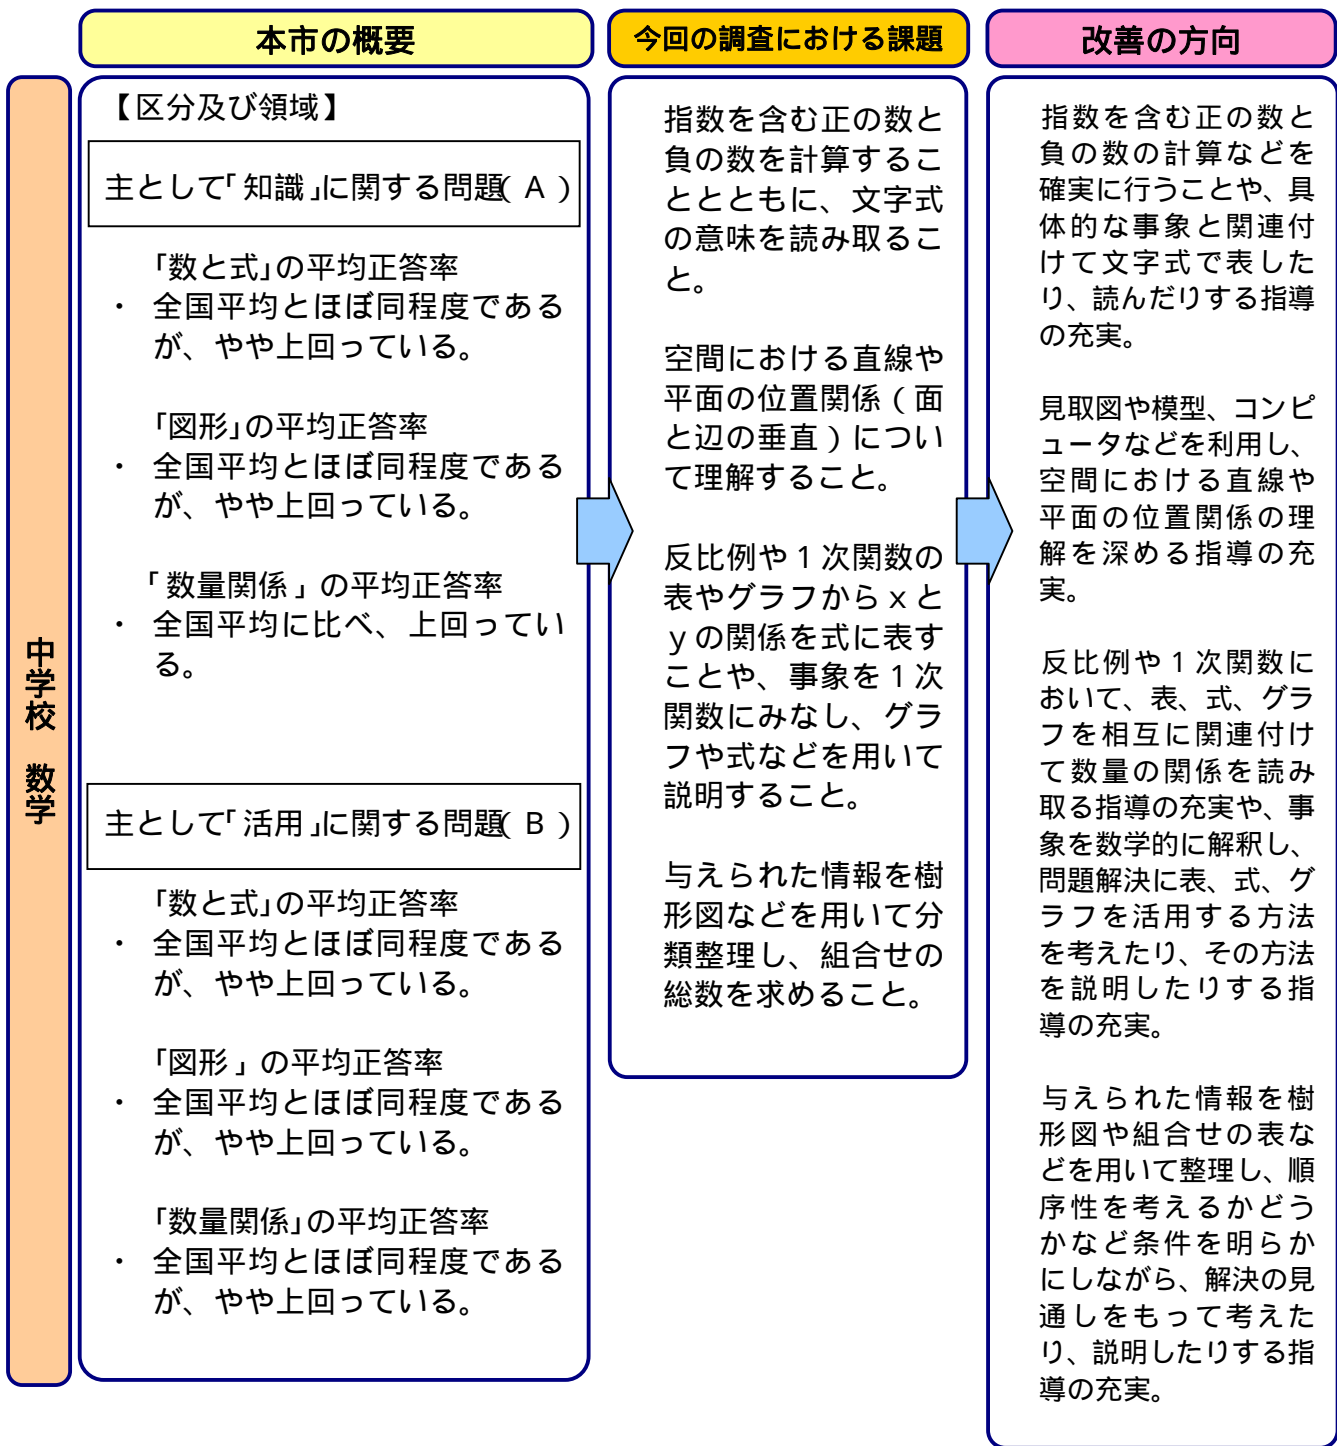 本市の概要
今回の調査における課題
改善の方向
中学校 数学
【区分及び領域】
主として「知識」に関する問題(A)
「数と式」の平均正答率
・ 全国平均とほぼ同程度である
が、やや上回っている。
「図形」の平均正答率
・ 全国平均とほぼ同程度である
が、やや上回っている。
「数量関係」の平均正答率
・ 全国平均に比べ、上回ってい
る。
主として「活用」に関する問題(B)
「数と式」の平均正答率
・ 全国平均とほぼ同程度である
が、やや上回っている。
「図形」の平均正答率
・ 全国平均とほぼ同程度である
が、やや上回っている。
「数量関係」の平均正答率
・ 全国平均とほぼ同程度である
が、やや上回っている。
指数を含む正の数と
負の数を計算するこ
ととともに、文字式
の意味を読み取るこ
と。
空間における直線や
平面の位置関係(面
と辺の垂直)につい
て理解すること。
反比例や1次関数の
表やグラフからxと
yの関係を式に表す
ことや、事象を1次
関数にみなし、グラ
フや式などを用いて
説明すること。
与えられた情報を樹
形図などを用いて分
類整理し、組合せの
総数を求めること。
指数を含む正の数と
負の数の計算などを
確実に行うことや、具
体的な事象と関連付
けて文字式で表した
り、読んだりする指導
の充実。
見取図や模型、コンピ
ュータなどを利用し、
空間における直線や
平面の位置関係の理
解を深める指導の充
実。
反比例や1次関数に
おいて、表、式、グラ
フを相互に関連付け
て数量の関係を読み
取る指導の充実や、事
象を数学的に解釈し、
問題解決に表、式、グ
ラフを活用する方法
を考えたり、その方法
を説明したりする指
導の充実。
与えられた情報を樹
形図や組合せの表な
どを用いて整理し、順
序性を考えるかどう
かなど条件を明らか
にしながら、解決の見
通しをもって考えた
り、説明したりする指
導の充実。